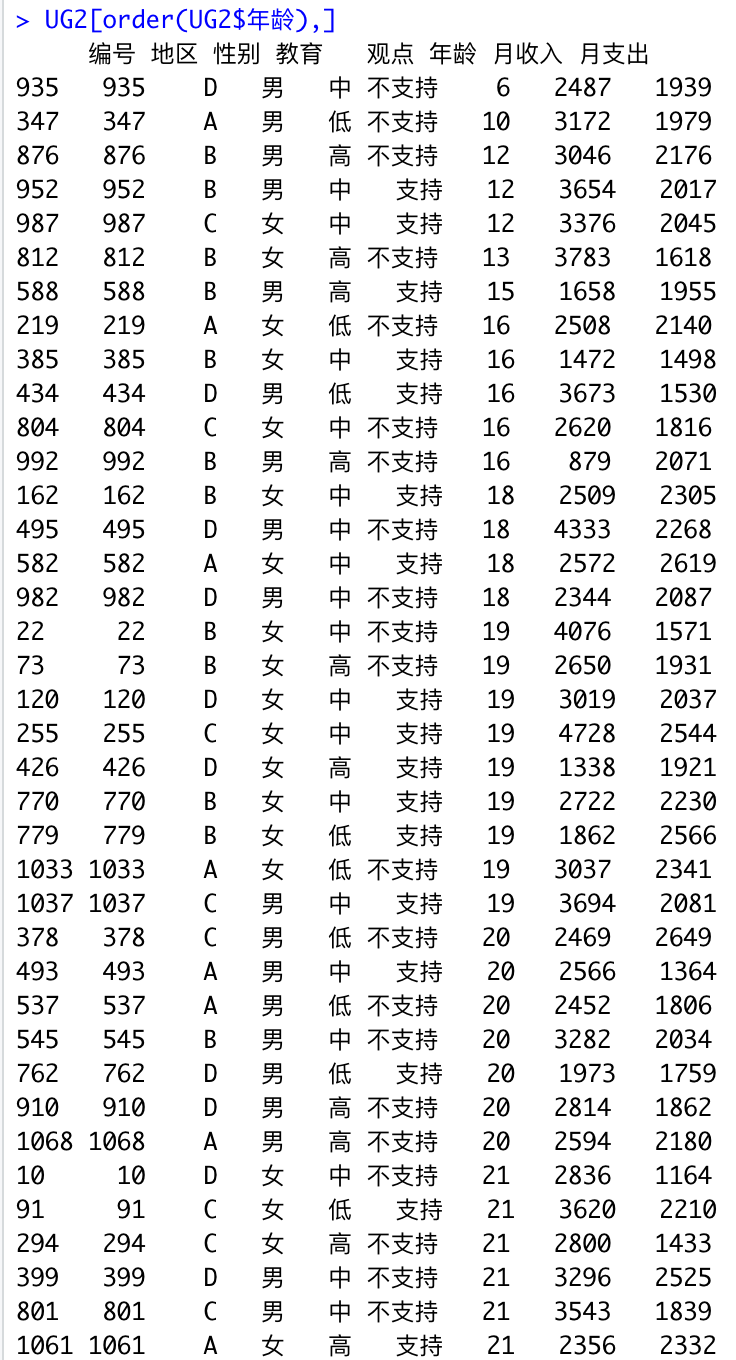 > UG2[order(UG2$年龄),]
编号 地区 性别 教育 观点 年龄 月收入 月支出
935 935 D 男 中 不支持 6 2487 1939
347 347 A 男 低 不支持 10 3172 1979
876 876 B 男 高 不支持 12 3046 2176
952 952 B 男 中 支持 12 3654 2017
987 987 C 女 中 支持 12 3376 2045
812 812 B 女 高 不支持 13 3783 1618
588 588 B 男 高 支持 15 1658 1955
219 219 A 女 低 不支持 16 2508 2140
385 385 B 女 中 支持 16 1472 1498
434 434 D 男 低 支持 16 3673 1530
804 804 C 女 中 不支持 16 2620 1816
992 992 B 男 高 不支持 16 879 2071
162 162 B 女 中 支持 18 2509 2305
495 495 D 男 中 不支持 18 4333 2268
582 582 A 女 中 支持 18 2572 2619
982 982 D 男 中 不支持 18 2344 2087
22 22 B 女 中 不支持 19 4076 1571
73 73 B 女 高 不支持 19 2650 1931
120 120 D 女 中 支持 19 3019 2037
255 255 C 女 中 支持 19 4728 2544
426 426 D 女 高 支持 19 1338 1921
770 770 B 女 中 支持 19 2722 2230
779 779 B 女 低 支持 19 1862 2566
1033 1033 A 女 低 不支持 19 3037 2341
1037 1037 C 男 中 支持 19 3694 2081
378 378 C 男 低 不支持 20 2469 2649
493 493 A 男 中 支持 20 2566 1364
537 537 A 男 低 不支持 20 2452 1806
545 545 B 男 中 不支持 20 3282 2034
762 762 D 男 低 支持 20 1973 1759
910 910 D 男 高 不支持 20 2814 1862
1068 1068 A 男 高 不支持 20 2594 2180
10 10 D 女 中 不支持 21 2836 1164
91 91 C 女 低 支持 21 3620 2210
294 294 C 女 高 不支持 21 2800 1433
399 399 D 男 中 不支持 21 3296 2525
801 801 C 男 中 不支持 21 3543 1839
1061 1061 A 女 高 支持 21 2356 2332